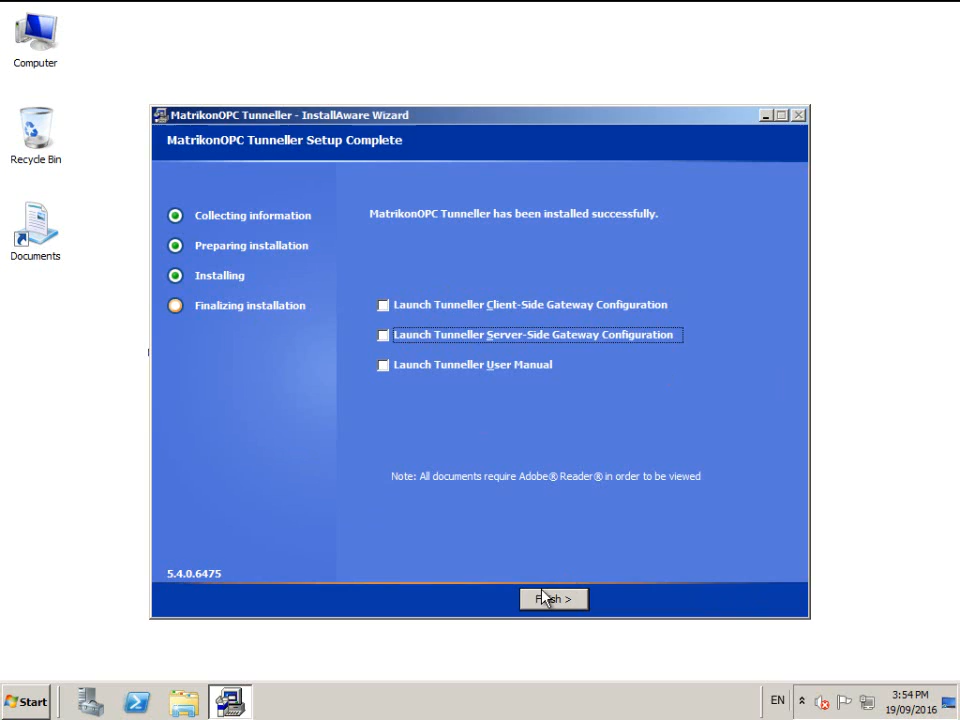 Computer
Recycle Bin
Documents
MatrikonOPC Tunneller - InstallAware Wizard
MatrikonOPC Tunneller Setup Complete
Collecting information
Preparing installation
Installing
Finalizing installation
MatrikonOPC Tunneller has been installed successfully.
Launch Tunneller Client-Side Gateway Configuration
Launch Tunneller Server-Side Gateway Configuration
Launch Tunneller User Manual
Note: All documents require Adobe® Reader® in order to be viewed
5.4.0.6475
Start
EN
3:54 PM
19/09/2016